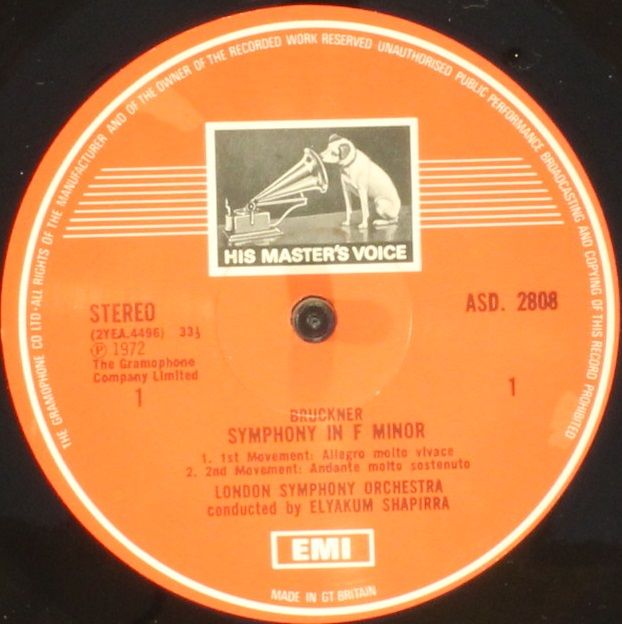 THE GRAMOPHONE CO LTD·ALL RIGHTS OF THE MANUFACTURER AND OF THE OWNER OF THE RECORDED WORK RESERVED·UNAUTHORISED PUBLIC PERFORMANCE BROADCASTING AND COPYING OF THIS RECORD PROHIBITED
HIS MASTER'S VOICE
STEREO
(2YEA.4496) 33⅓
Ⓟ 1972
The Gramophone
Company Limited
1
ASD. 2808
1
BRUCKNER
SYMPHONY IN F MINOR
1. 1st Movement: Allegro molto vivace
2. 2nd Movement: Andante molto sostenuto
LONDON SYMPHONY ORCHESTRA
conducted by ELYAKUM SHAPIRRA
EMI
MADE IN GT BRITAIN